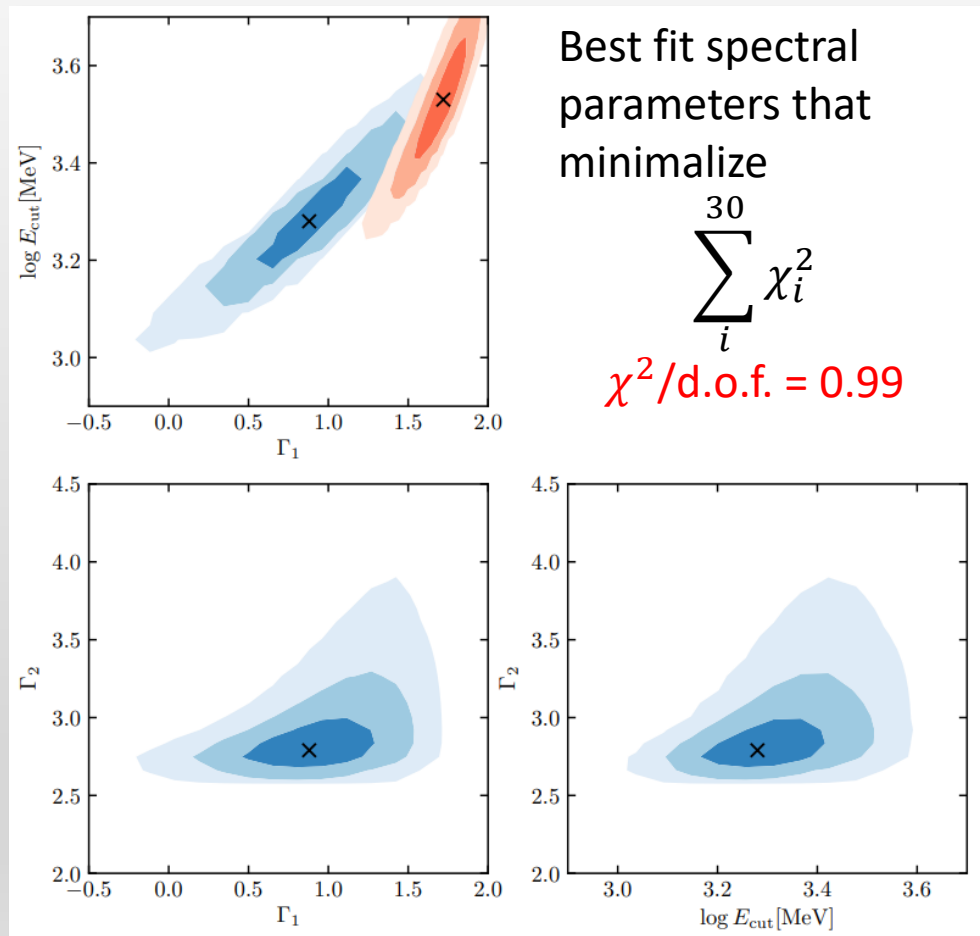 3.6
3.4
3.2
3.0
log E_cut[MeV]
−0.5 0.0 0.5 1.0 1.5 2.0
Γ₁
Best fit spectral
parameters that
minimalize
30
∑ χᵢ²
i
χ²/d.o.f. = 0.99
4.5
4.0
3.5
3.0
2.5
2.0
Γ₂
−0.5 0.0 0.5 1.0 1.5 2.0
Γ₁
4.5
4.0
3.5
3.0
2.5
2.0
Γ₂
3.0 3.2 3.4 3.6
log E_cut[MeV]